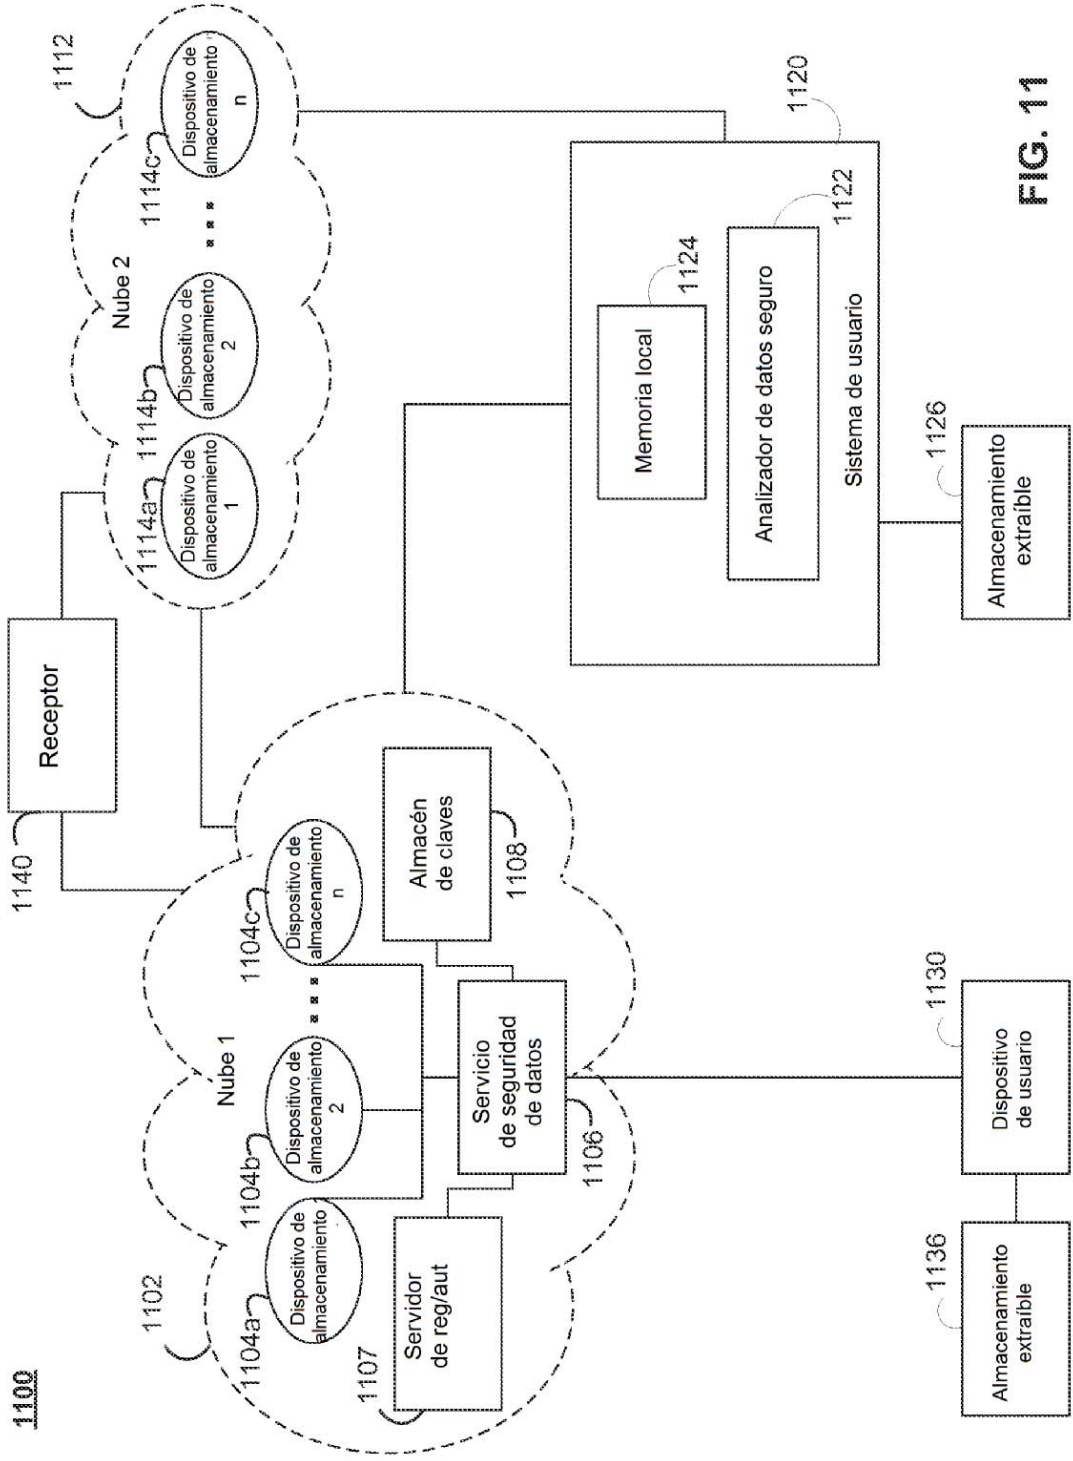 1100
1102
Nube 1
1104a
Dispositivo de
almacenamiento
1
1104b
Dispositivo de
almacenamiento
2
1104c
Dispositivo de
almacenamiento
n
1107
Servidor
de reg/aut
Servicio
de seguridad
de datos
1106
Almacén
de claves
1108
1140
Receptor
1112
Nube 2
1114a
Dispositivo de
almacenamiento
1
1114b
Dispositivo de
almacenamiento
2
1114c
Dispositivo de
almacenamiento
n
1120
Memoria local
1124
Analizador de datos seguro
1122
Sistema de usuario
1126
Almacenamiento
extraíble
1130
Dispositivo
de usuario
1136
Almacenamiento
extraíble
FIG. 11